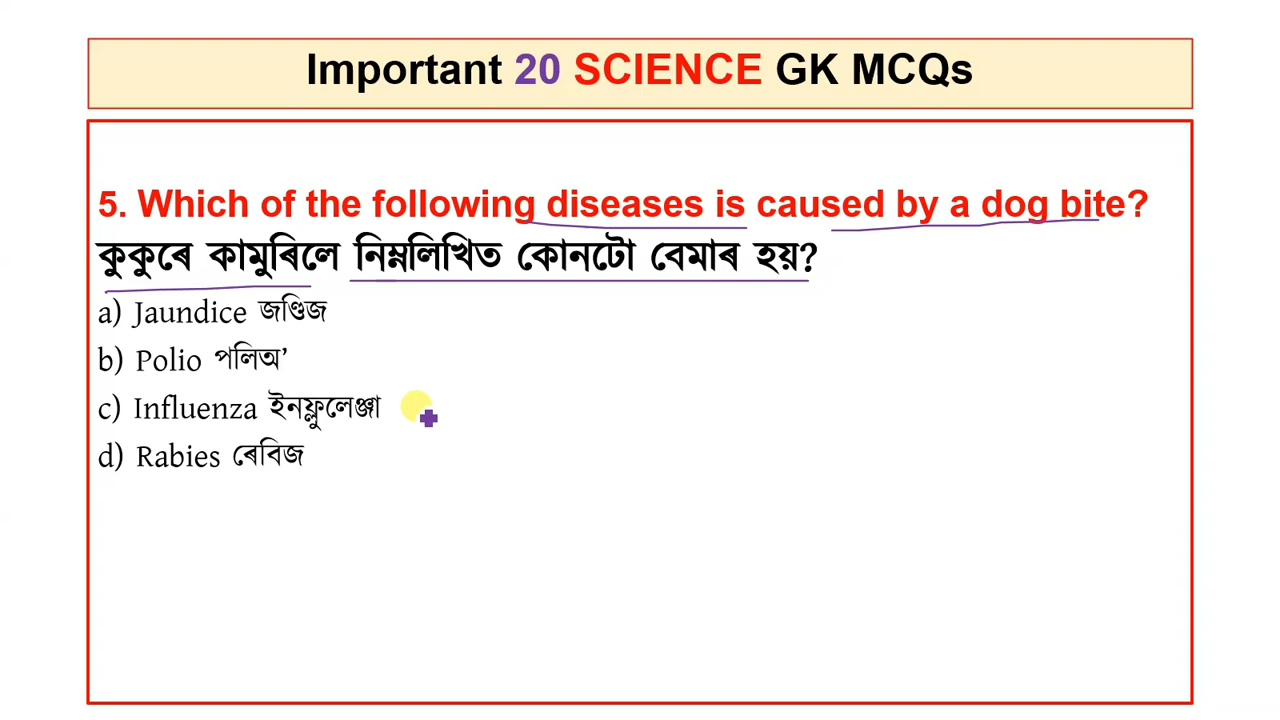 Important 20 SCIENCE GK MCQs
5. Which of the following diseases is caused by a dog bite?
কুকুৰে কামুৰিলে নিম্নলিখিত কোনটো বেমাৰ হয়?
a) Jaundice জণ্ডিজ
b) Polio পলিঅ’
c) Influenza ইনফ্লুলেঞ্জা
d) Rabies ৰেবিজ